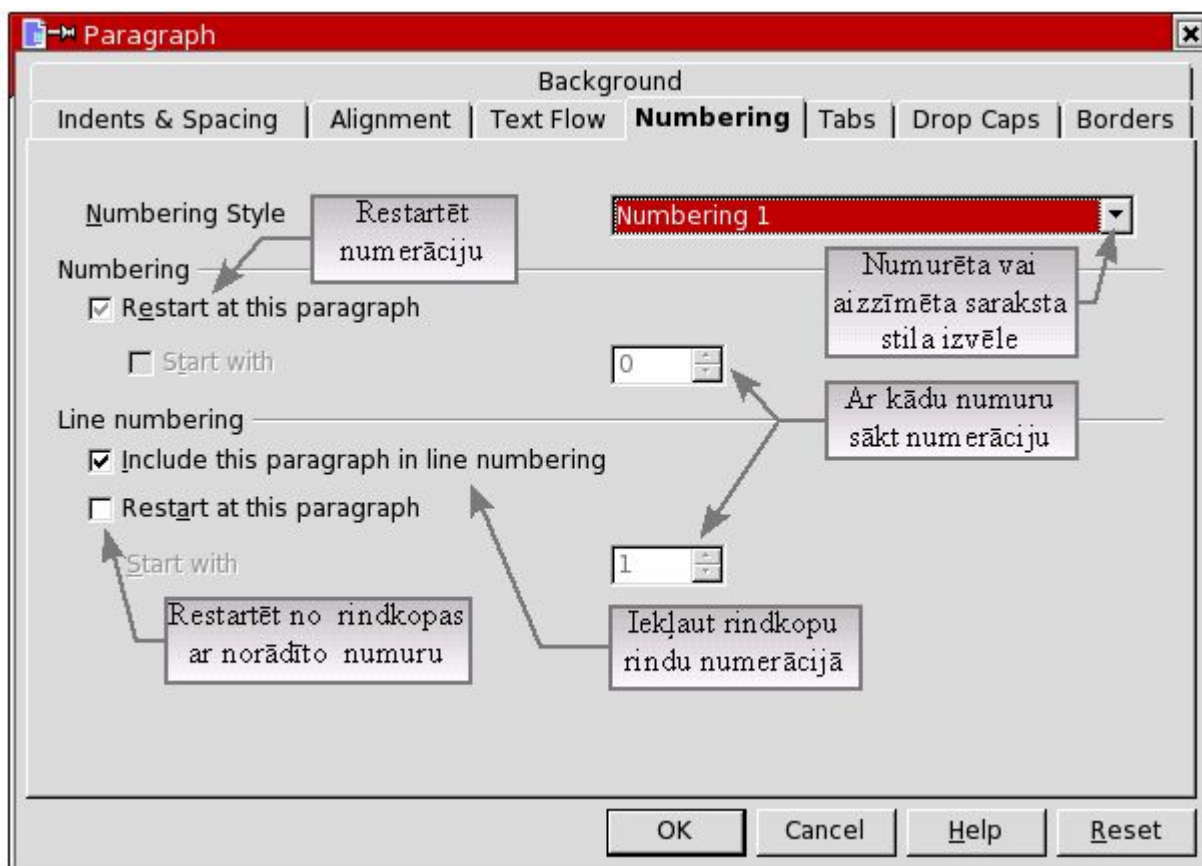 Paragraph
Background
Indents & Spacing
Alignment
Text Flow
Numbering
Tabs
Drop Caps
Borders
Numbering Style
Restartēt
numerāciju
Numbering 1
Numbering
Numurēta vai
aizzīmēta saraksta
stila izvēle
Restart at this paragraph
Start with
0
Ar kādu numuru
sākt numerāciju
Line numbering
Include this paragraph in line numbering
Restart at this paragraph
Start with
1
Restartēt no rindkopas
ar norādīto numuru
Iekļaut rindkopu
rindu numerācijā
OK
Cancel
Help
Reset